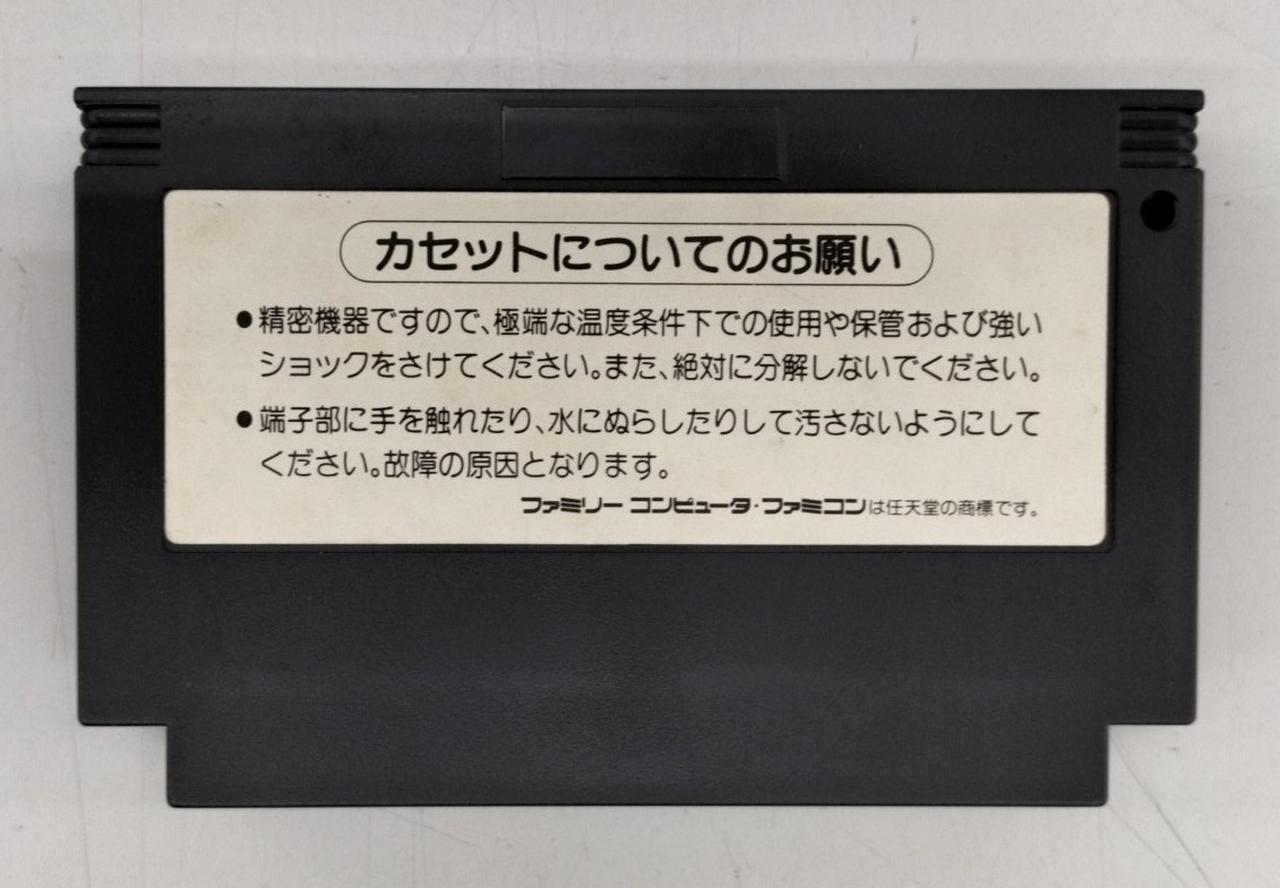 カセットについてのお願い
●精密機器ですので、極端な温度条件下での使用や保管および強い
ショックをさけてください。また、絶対に分解しないでください。
●端子部に手を触れたり、水にぬらしたりして汚さないようにして
ください。故障の原因となります。
ファミリー コンピュータ・ファミコンは任天堂の商標です。